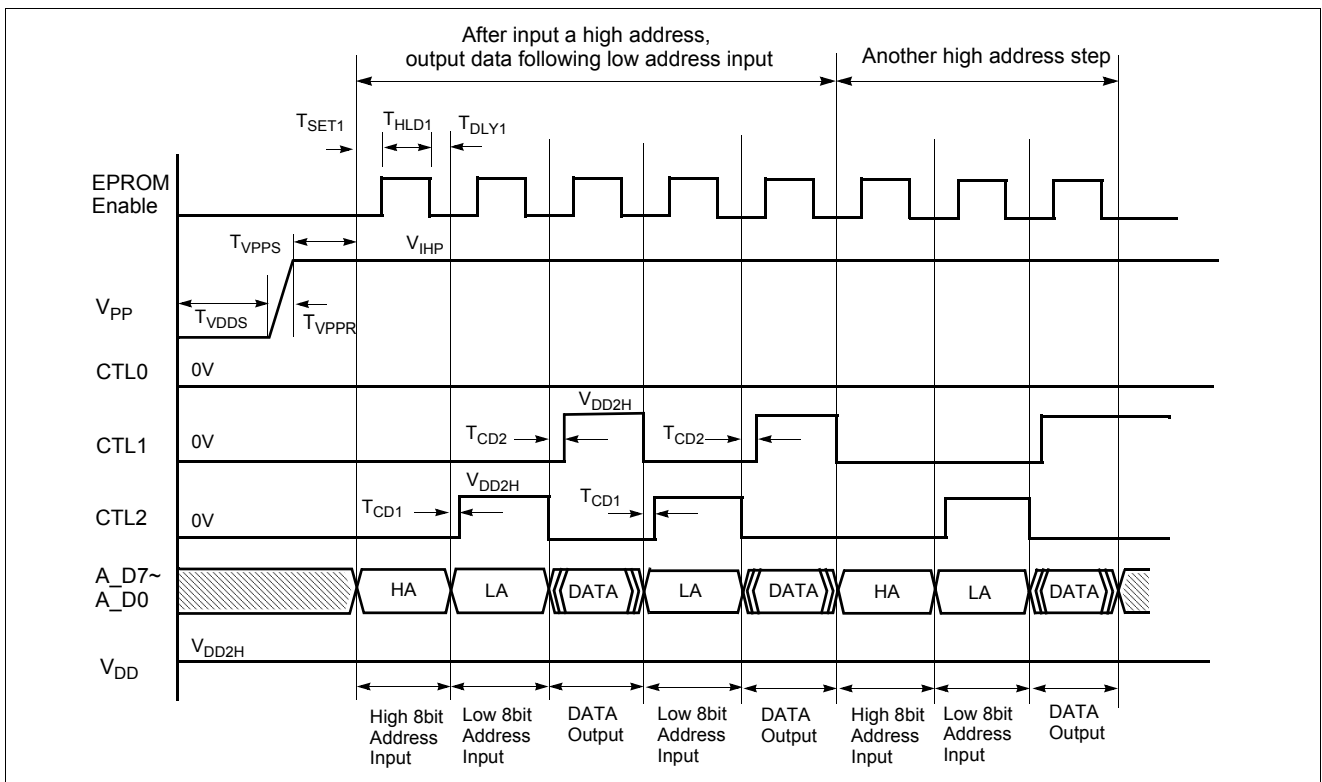 After input a high address,
output data following low address input
Another high address step
TSET1
THLD1
TDLY1
EPROM
Enable
TVPPS
VIHP
VPP
TVDDS
TVPPR
CTL0
0V
VDD2H
CTL1
0V
TCD2
TCD2
VDD2H
CTL2
0V
TCD1
TCD1
A_D7~
A_D0
HA
LA
DATA
LA
DATA
HA
LA
DATA
VDD2H
VDD
High 8bit
Address
Input
Low 8bit
Address
Input
DATA
Output
Low 8bit
Address
Input
DATA
Output
High 8bit
Address
Input
Low 8bit
Address
Input
DATA
Output